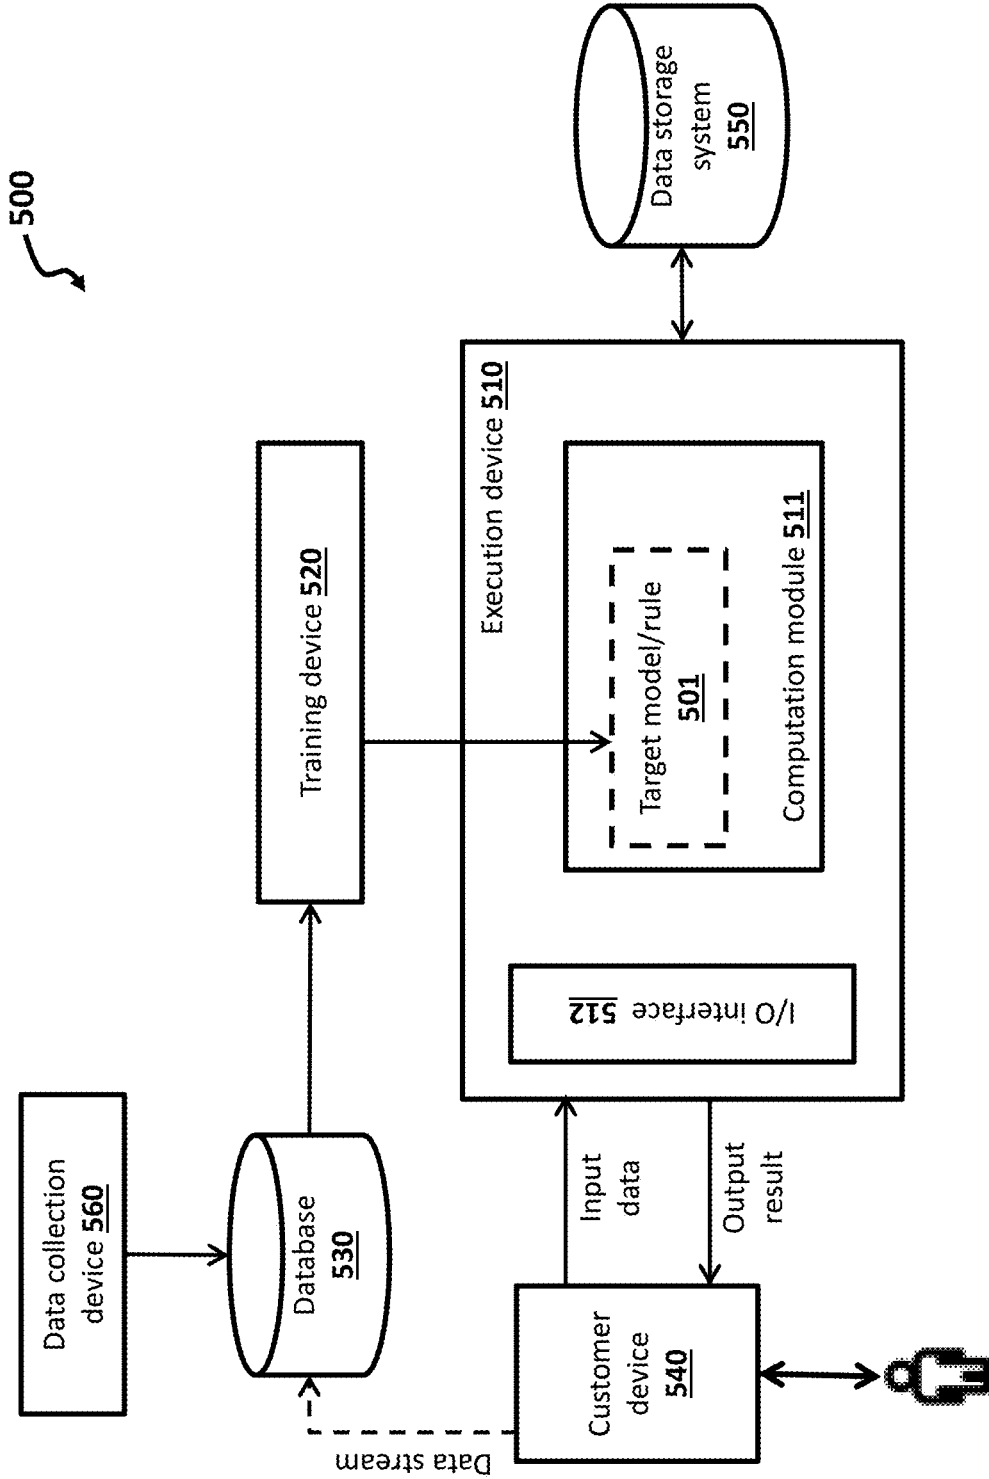 500
Data collection
device 560
Database
530
Training device 520
Data stream
Customer
device
540
Input
data
Output
result
Execution device 510
I/O interface 512
Target model/rule
501
Computation module 511
Data storage
system
550